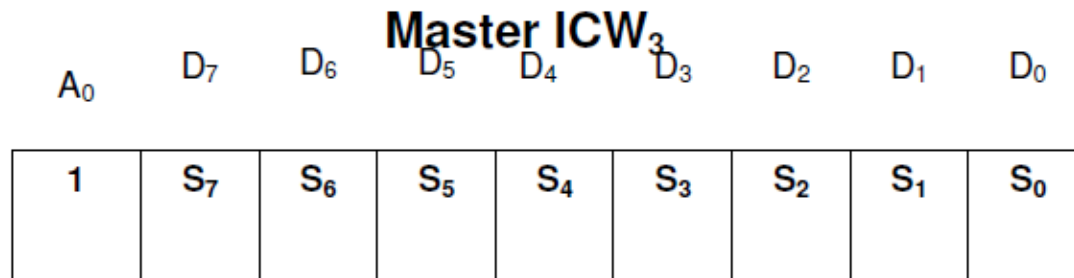 Master ICW₃
A₀ D₇ D₆ D₅ D₄ D₃ D₂ D₁ D₀
1 S₇ S₆ S₅ S₄ S₃ S₂ S₁ S₀